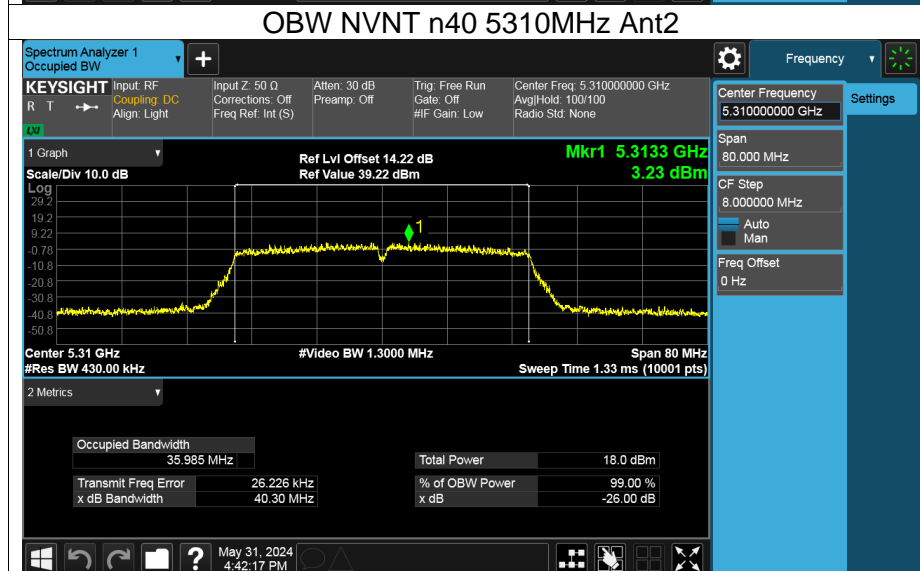 OBW NVNT n40 5310MHz Ant2
Spectrum Analyzer 1
Occupied BW
+
Frequency
KEYSIGHT
R T
LXI
Input: RF
Coupling: DC
Align: Light
Input Z: 50 Ω
Corrections: Off
Freq Ref: Int (S)
Atten: 30 dB
Preamp: Off
Trig: Free Run
Gate: Off
#IF Gain: Low
Center Freq: 5.310000000 GHz
Avg|Hold: 100/100
Radio Std: None
Center Frequency
5.310000000 GHz
Settings
Span
80.000 MHz
CF Step
8.000000 MHz
Auto
Man
Freq Offset
0 Hz
1 Graph
Scale/Div 10.0 dB
Ref Lvl Offset 14.22 dB
Ref Value 39.22 dBm
Mkr1 5.3133 GHz
3.23 dBm
Log
29.2
19.2
9.22
-0.78
-10.8
-20.8
-30.8
-40.8
-50.8
1
Center 5.31 GHz
#Video BW 1.3000 MHz
Span 80 MHz
#Res BW 430.00 kHz
Sweep Time 1.33 ms (10001 pts)
2 Metrics
Occupied Bandwidth
35.985 MHz
Total Power 18.0 dBm
Transmit Freq Error 26.226 kHz
% of OBW Power 99.00 %
x dB Bandwidth 40.30 MHz
x dB -26.00 dB
?
May 31, 2024
4:42:17 PM